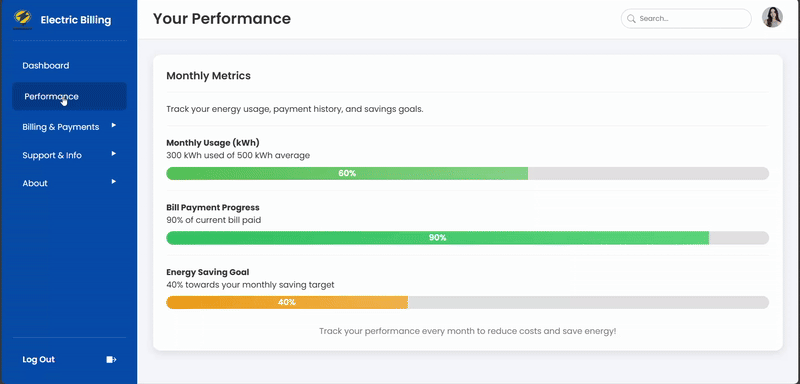 Electric Billing
Dashboard
Performance
Billing & Payments
Support & Info
About
Log Out
Your Performance
Search...
Monthly Metrics
Track your energy usage, payment history, and savings goals.
Monthly Usage (kWh)
300 kWh used of 500 kWh average
60%
Bill Payment Progress
90% of current bill paid
90%
Energy Saving Goal
40% towards your monthly saving target
40%
Track your performance every month to reduce costs and save energy!